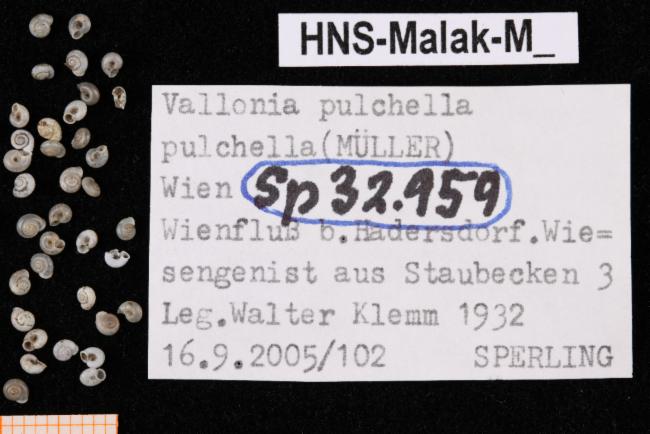 HNS-Malak-M_
Vallonia pulchella
pulchella(MÜLLER)
Wien Sp 32.959
Wienfluß b.Hadersdorf.Wie=
sengenist aus Staubecken 3
Leg.Walter Klemm 1932
16.9.2005/102 SPERLING